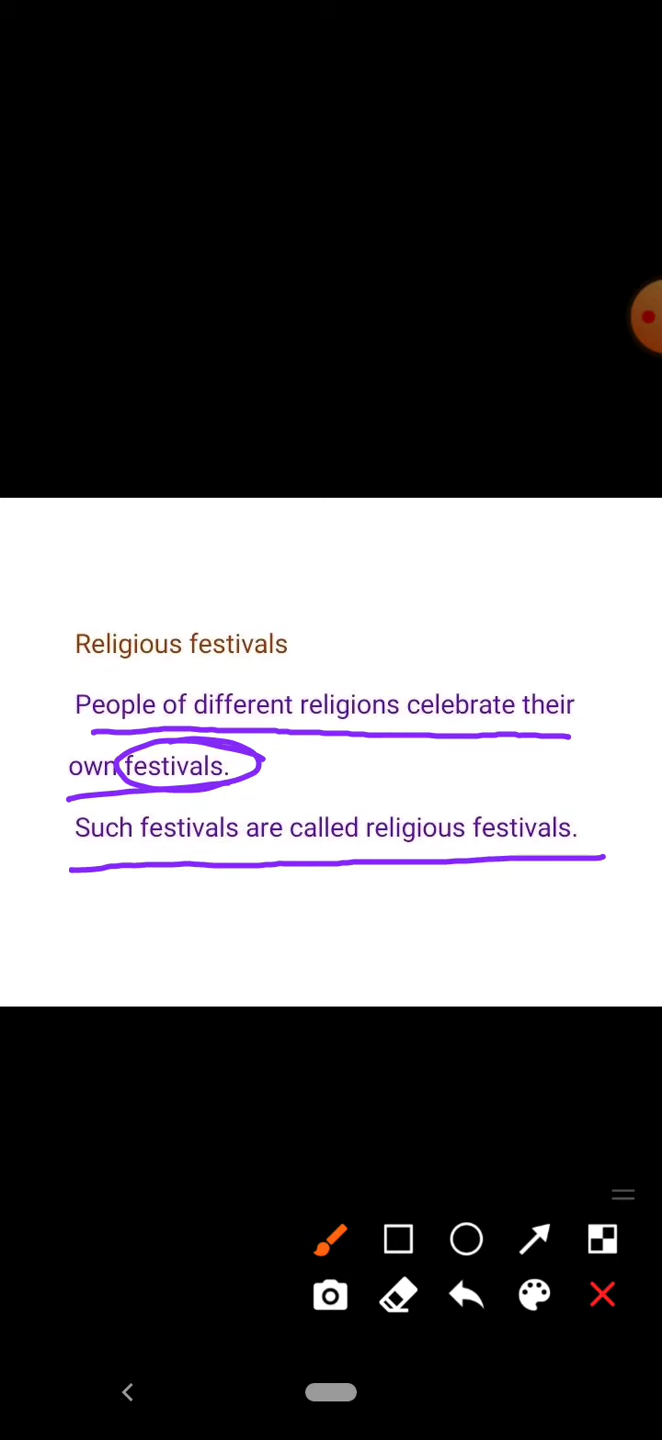 Religious festivals
People of different religions celebrate their
own festivals.
Such festivals are called religious festivals.